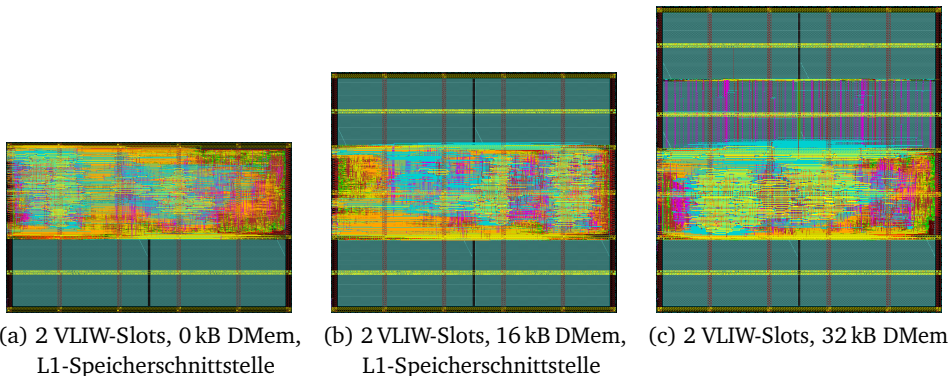 (a) 2 VLIW-Slots, 0 kB DMem,
L1-Speicherschnittstelle
(b) 2 VLIW-Slots, 16 kB DMem,
L1-Speicherschnittstelle
(c) 2 VLIW-Slots, 32 kB DMem